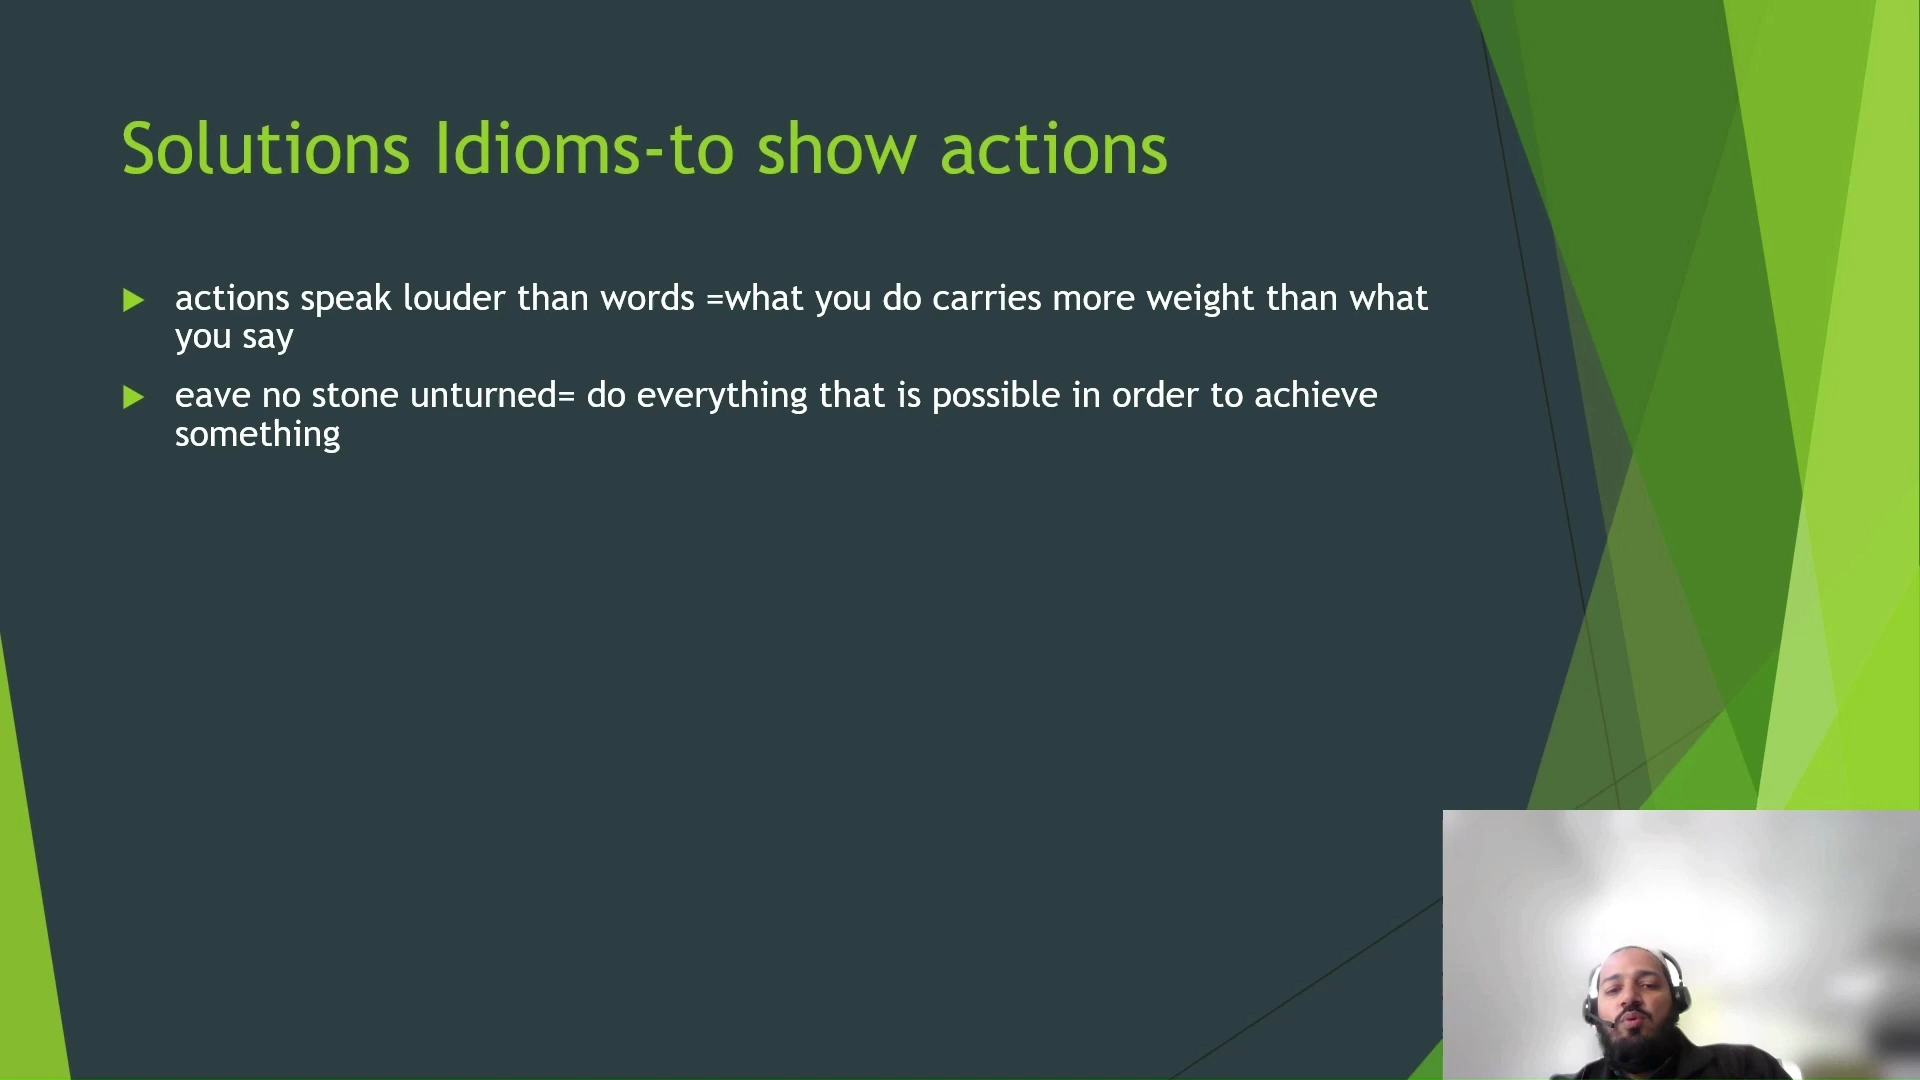 Solutions Idioms-to show actions
actions speak louder than words =what you do carries more weight than what
you say
eave no stone unturned= do everything that is possible in order to achieve
something